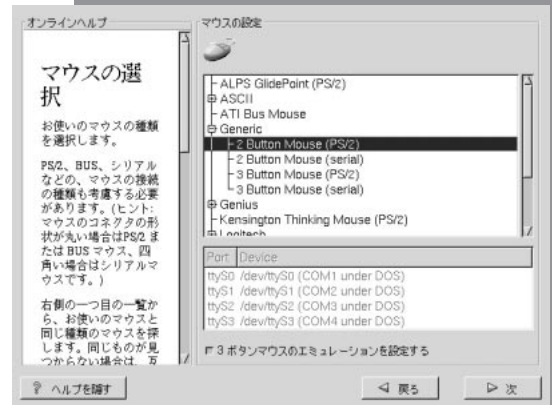 オンラインヘルプ
マウスの選
択
お使いのマウスの種類
を選択します。
PS/2、BUS、シリアル
などの、マウスの接続
の種類も考慮する必要
があります。(ヒント:
マウスのコネクタの形
状が丸い場合はPS/2 ま
たは BUS マウス、四
角い場合はシリアルマ
ウスです。)
右側の一つ目の一覧か
ら、お使いのマウスと
同じ種類のマウスを探
します。同じものが見
つからない場合は、互
マウスの設定
ALPS GlidePoint (PS/2)
ASCII
ATI Bus Mouse
Generic
2 Button Mouse (PS/2)
2 Button Mouse (serial)
3 Button Mouse (PS/2)
3 Button Mouse (serial)
Genius
Kensington Thinking Mouse (PS/2)
Logitech
Port Device
ttyS0 /dev/ttyS0 (COM1 under DOS)
ttyS1 /dev/ttyS1 (COM2 under DOS)
ttyS2 /dev/ttyS2 (COM3 under DOS)
ttyS3 /dev/ttyS3 (COM4 under DOS)
3 ボタンマウスのエミュレーションを設定する
? ヘルプを隠す
戻る
次